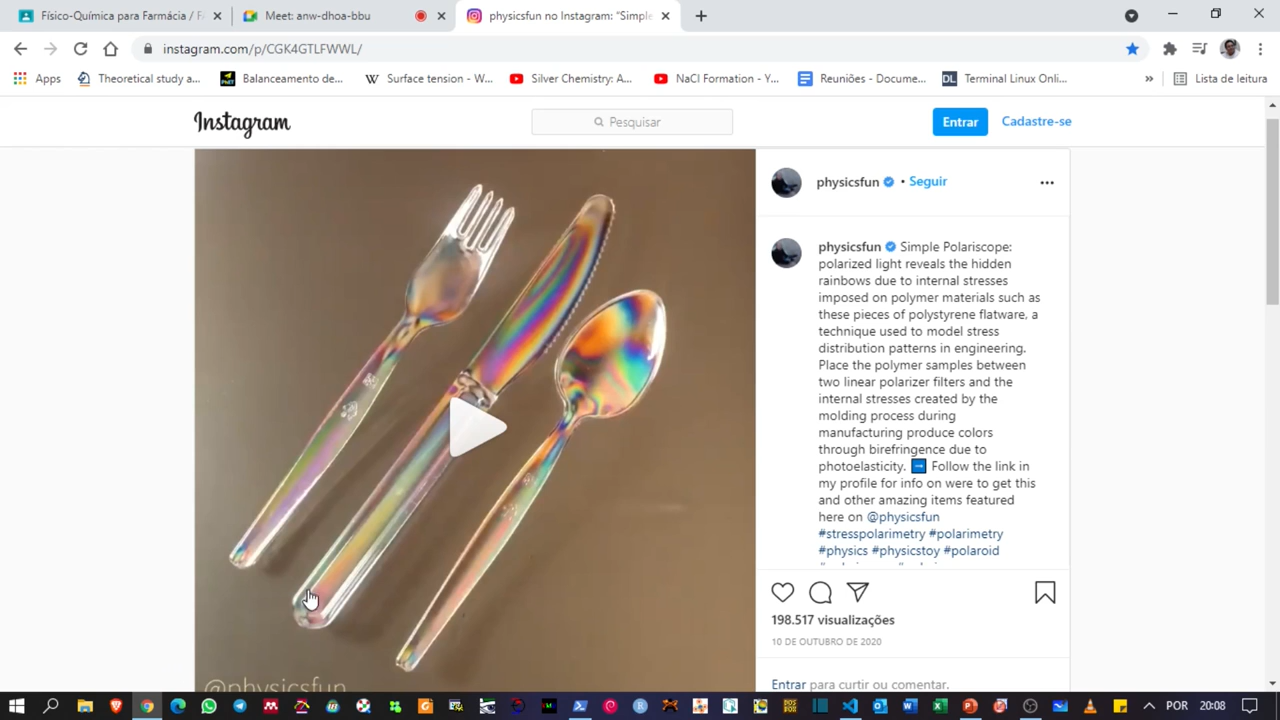 Físico-Química para Farmácia / F
Meet: anw-dhoa-bbu
physicsfun no Instagram: “Simple
instagram.com/p/CGK4GTLFWWL/
Apps
Theoretical study a...
Balanceamento de...
Surface tension - W...
Silver Chemistry: A...
NaCl Formation - Y...
Reuniões - Docume...
Terminal Linux Onli...
Lista de leitura
Instagram
Pesquisar
Entrar
Cadastre-se
physicsfun • Seguir
physicsfun Simple Polariscope:
polarized light reveals the hidden
rainbows due to internal stresses
imposed on polymer materials such as
these pieces of polystyrene flatware, a
technique used to model stress
distribution patterns in engineering.
Place the polymer samples between
two linear polarizer filters and the
internal stresses created by the
molding process during
manufacturing produce colors
through birefringence due to
photoelasticity. ➡️ Follow the link in
my profile for info on were to get this
and other amazing items featured
here on @physicsfun
#stresspolarimetry #polarimetry
#physics #physicstoy #polaroid
198.517 visualizações
10 DE OUTUBRO DE 2020
Entrar para curtir ou comentar.
@physicsfun
POR
20:08